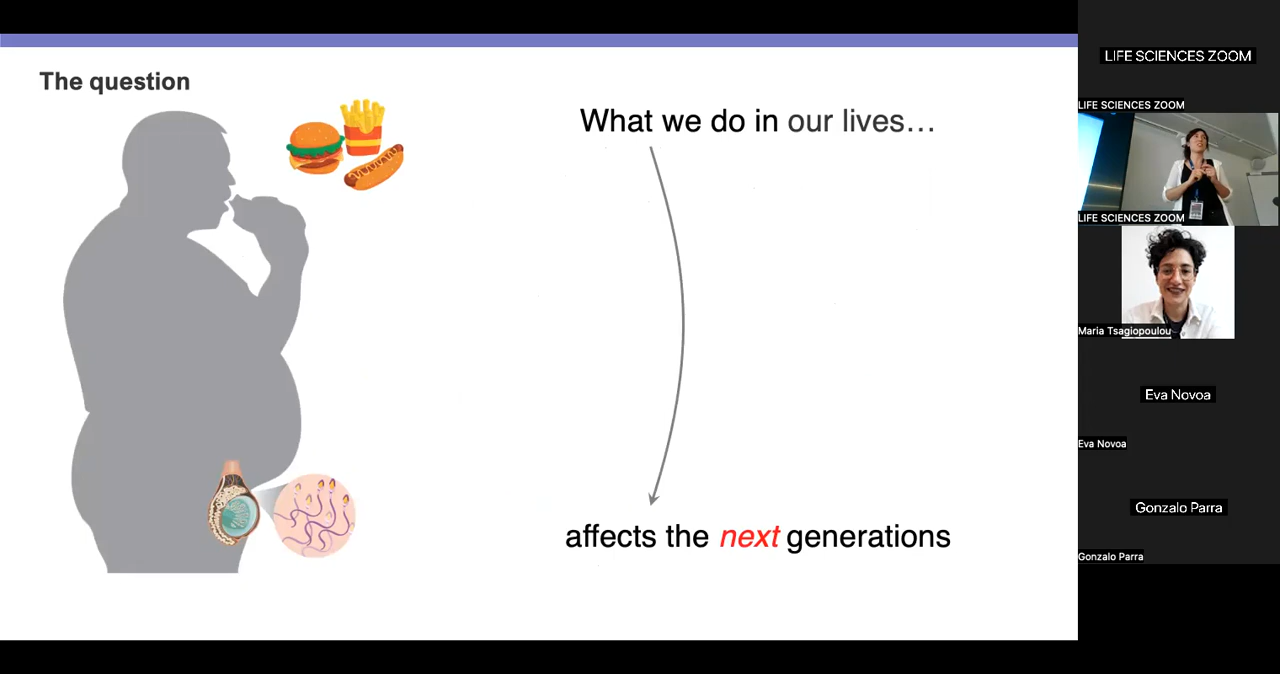 The question
What we do in our lives...
affects the next generations
LIFE SCIENCES ZOOM
LIFE SCIENCES ZOOM
LIFE SCIENCES ZOOM
Maria Tsagiopoulou
Eva Novoa
Eva Novoa
Gonzalo Parra
Gonzalo Parra